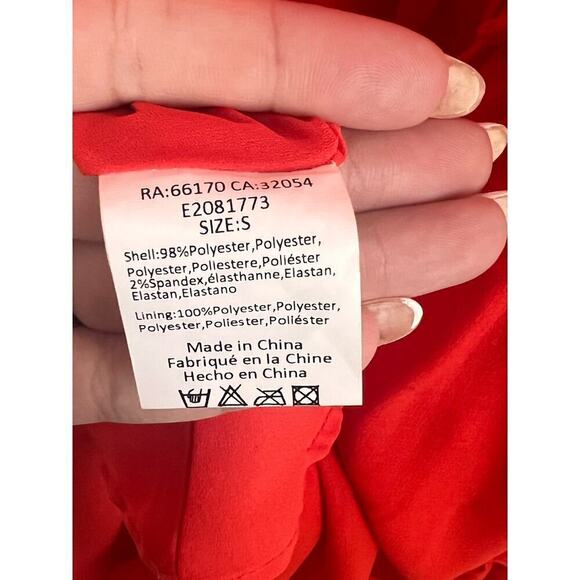 RA:66170 CA:32054
E2081773
SIZE:S
Shell:98%Polyester,Polyester,
Polyester,Poliestere,Poliéster
2%Spandex,élasthanne,Elastan,
Elastan,Elastano
Lining:100%Polyester,Polyester,
Polyester,Poliester,Poliéster
Made in China
Fabriqué en la Chine
Hecho en China